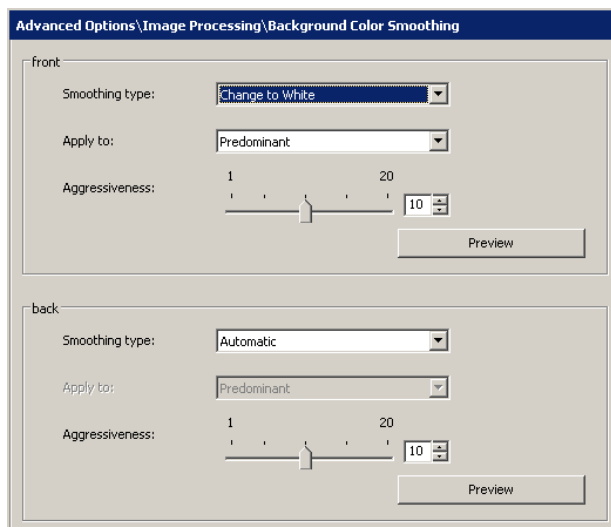 Advanced Options\Image Processing\Background Color Smoothing
front
Smoothing type: Change to White
Apply to: Predominant
1 20
Aggressiveness: 10
Preview
back
Smoothing type: Automatic
Apply to: Predominant
1 20
Aggressiveness: 10
Preview